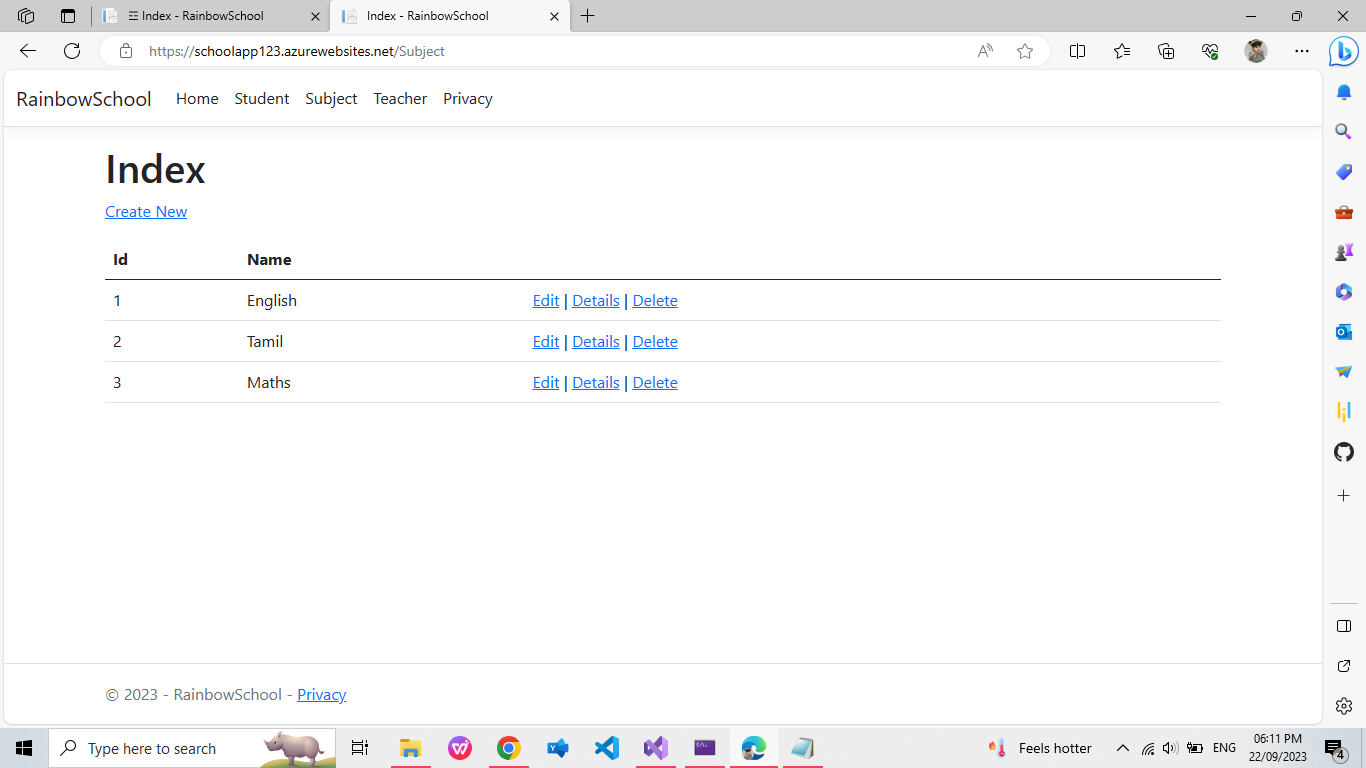 ☲ Index - RainbowSchool
Index - RainbowSchool
https://schoolapp123.azurewebsites.net/Subject
RainbowSchool Home Student Subject Teacher Privacy
Index
Create New
Id Name
1 English Edit | Details | Delete
2 Tamil Edit | Details | Delete
3 Maths Edit | Details | Delete
© 2023 - RainbowSchool - Privacy
Type here to search
Feels hotter
ENG
06:11 PM
22/09/2023
4